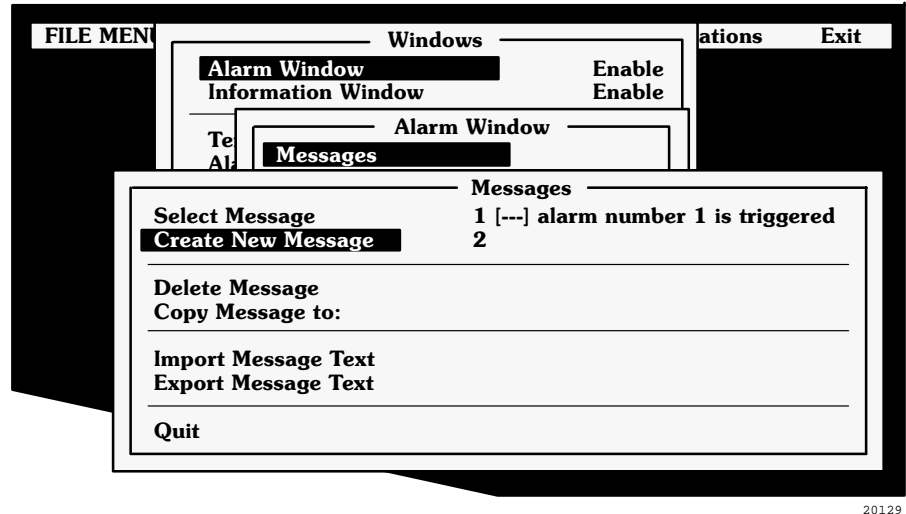 FILE MENU ations Exit
Windows
Alarm Window Enable
Information Window Enable
Alarm Window
Messages
Messages
Select Message 1 [---] alarm number 1 is triggered
Create New Message 2
Delete Message
Copy Message to:
Import Message Text
Export Message Text
Quit
20129